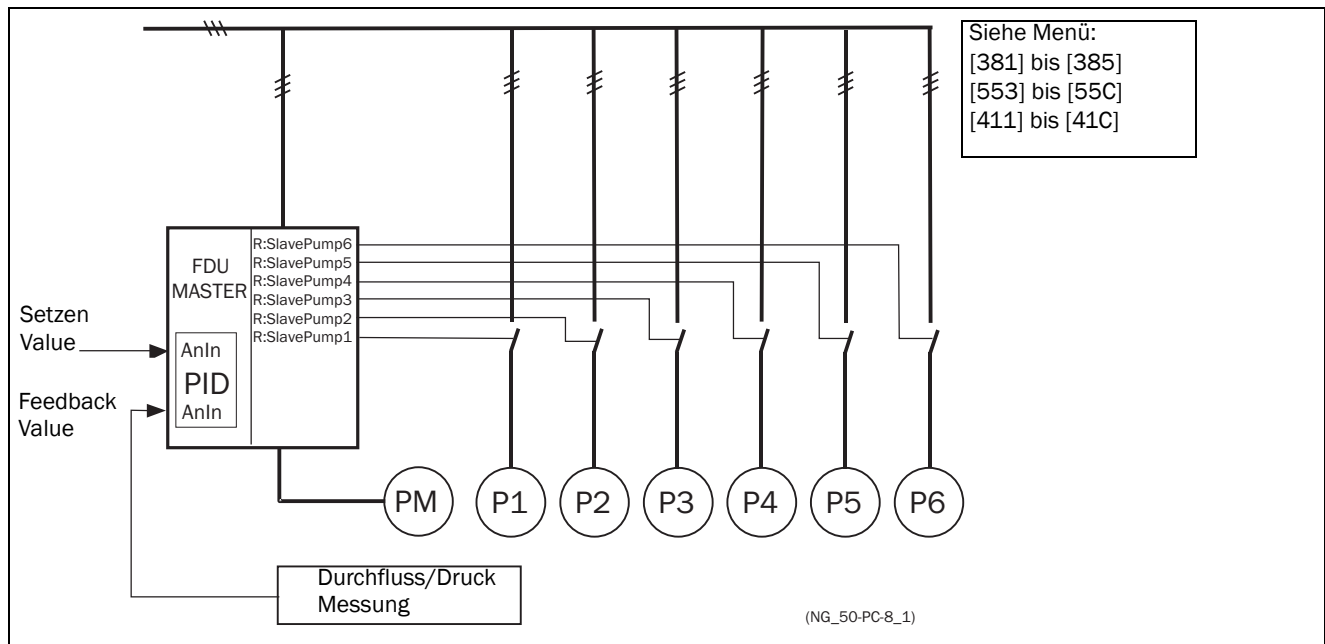 Siehe Menü:
[381] bis [385]
[553] bis [55C]
[411] bis [41C]
FDU
MASTER
R:SlavePump6
R:SlavePump5
R:SlavePump4
R:SlavePump3
R:SlavePump2
R:SlavePump1
Setzen
Value
AnIn
PID
AnIn
Feedback
Value
PM
P1
P2
P3
P4
P5
P6
Durchfluss/Druck
Messung
(NG_50-PC-8_1)